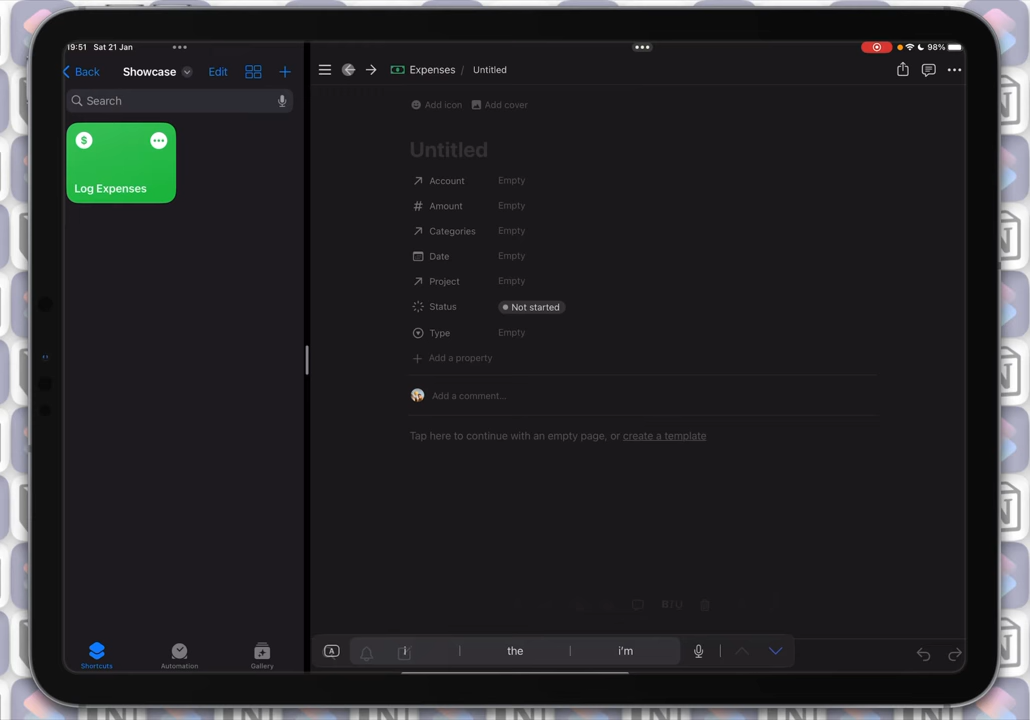 19:51 Sat 21 Jan
98%
Back
Showcase
Edit
Search
$
Log Expenses
Shortcuts
Automation
Gallery
Expenses / Untitled
Add icon
Add cover
Untitled
Account Empty
Amount Empty
Categories Empty
Date Empty
Project Empty
Status Not started
Type Empty
Add a property
Add a comment...
Tap here to continue with an empty page, or create a template
A
i
the
i'm